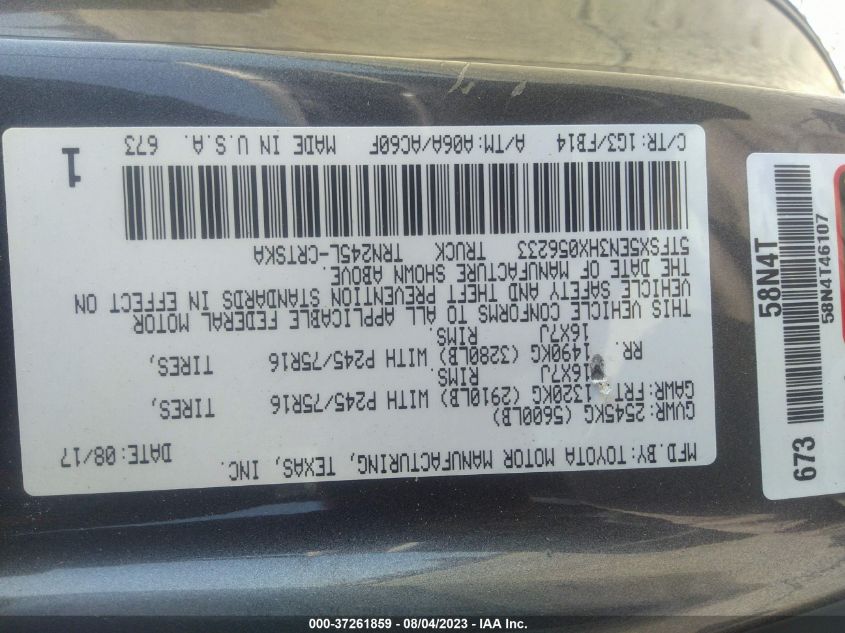 MFD.BY:TOYOTA MOTOR MANUFACTURING, TEXAS, INC. DATE:08/17
GVWR:2545KG (5600LB)
GAWR:FRT:1320KG (2910LB) WITH P245/75R16 TIRES,
16X7J RIMS.
RR. 1490KG (3280LB) WITH P245/75R16 TIRES,
16X7J RIMS.
THIS VEHICLE CONFORMS TO ALL APPLICABLE FEDERAL MOTOR
VEHICLE SAFETY AND THEFT PREVENTION STANDARDS IN EFFECT ON
THE DATE OF MANUFACTURE SHOWN ABOVE.
5TFSX5EN3HX056233 TRUCK TRN245L-CRTSKA
C/TR:1G3/FB14 A/TM:A06A/AC60F MADE IN U.S.A. 673
1
58N4T
58N4T46107
673
000-37261859 - 08/04/2023 - IAA Inc.